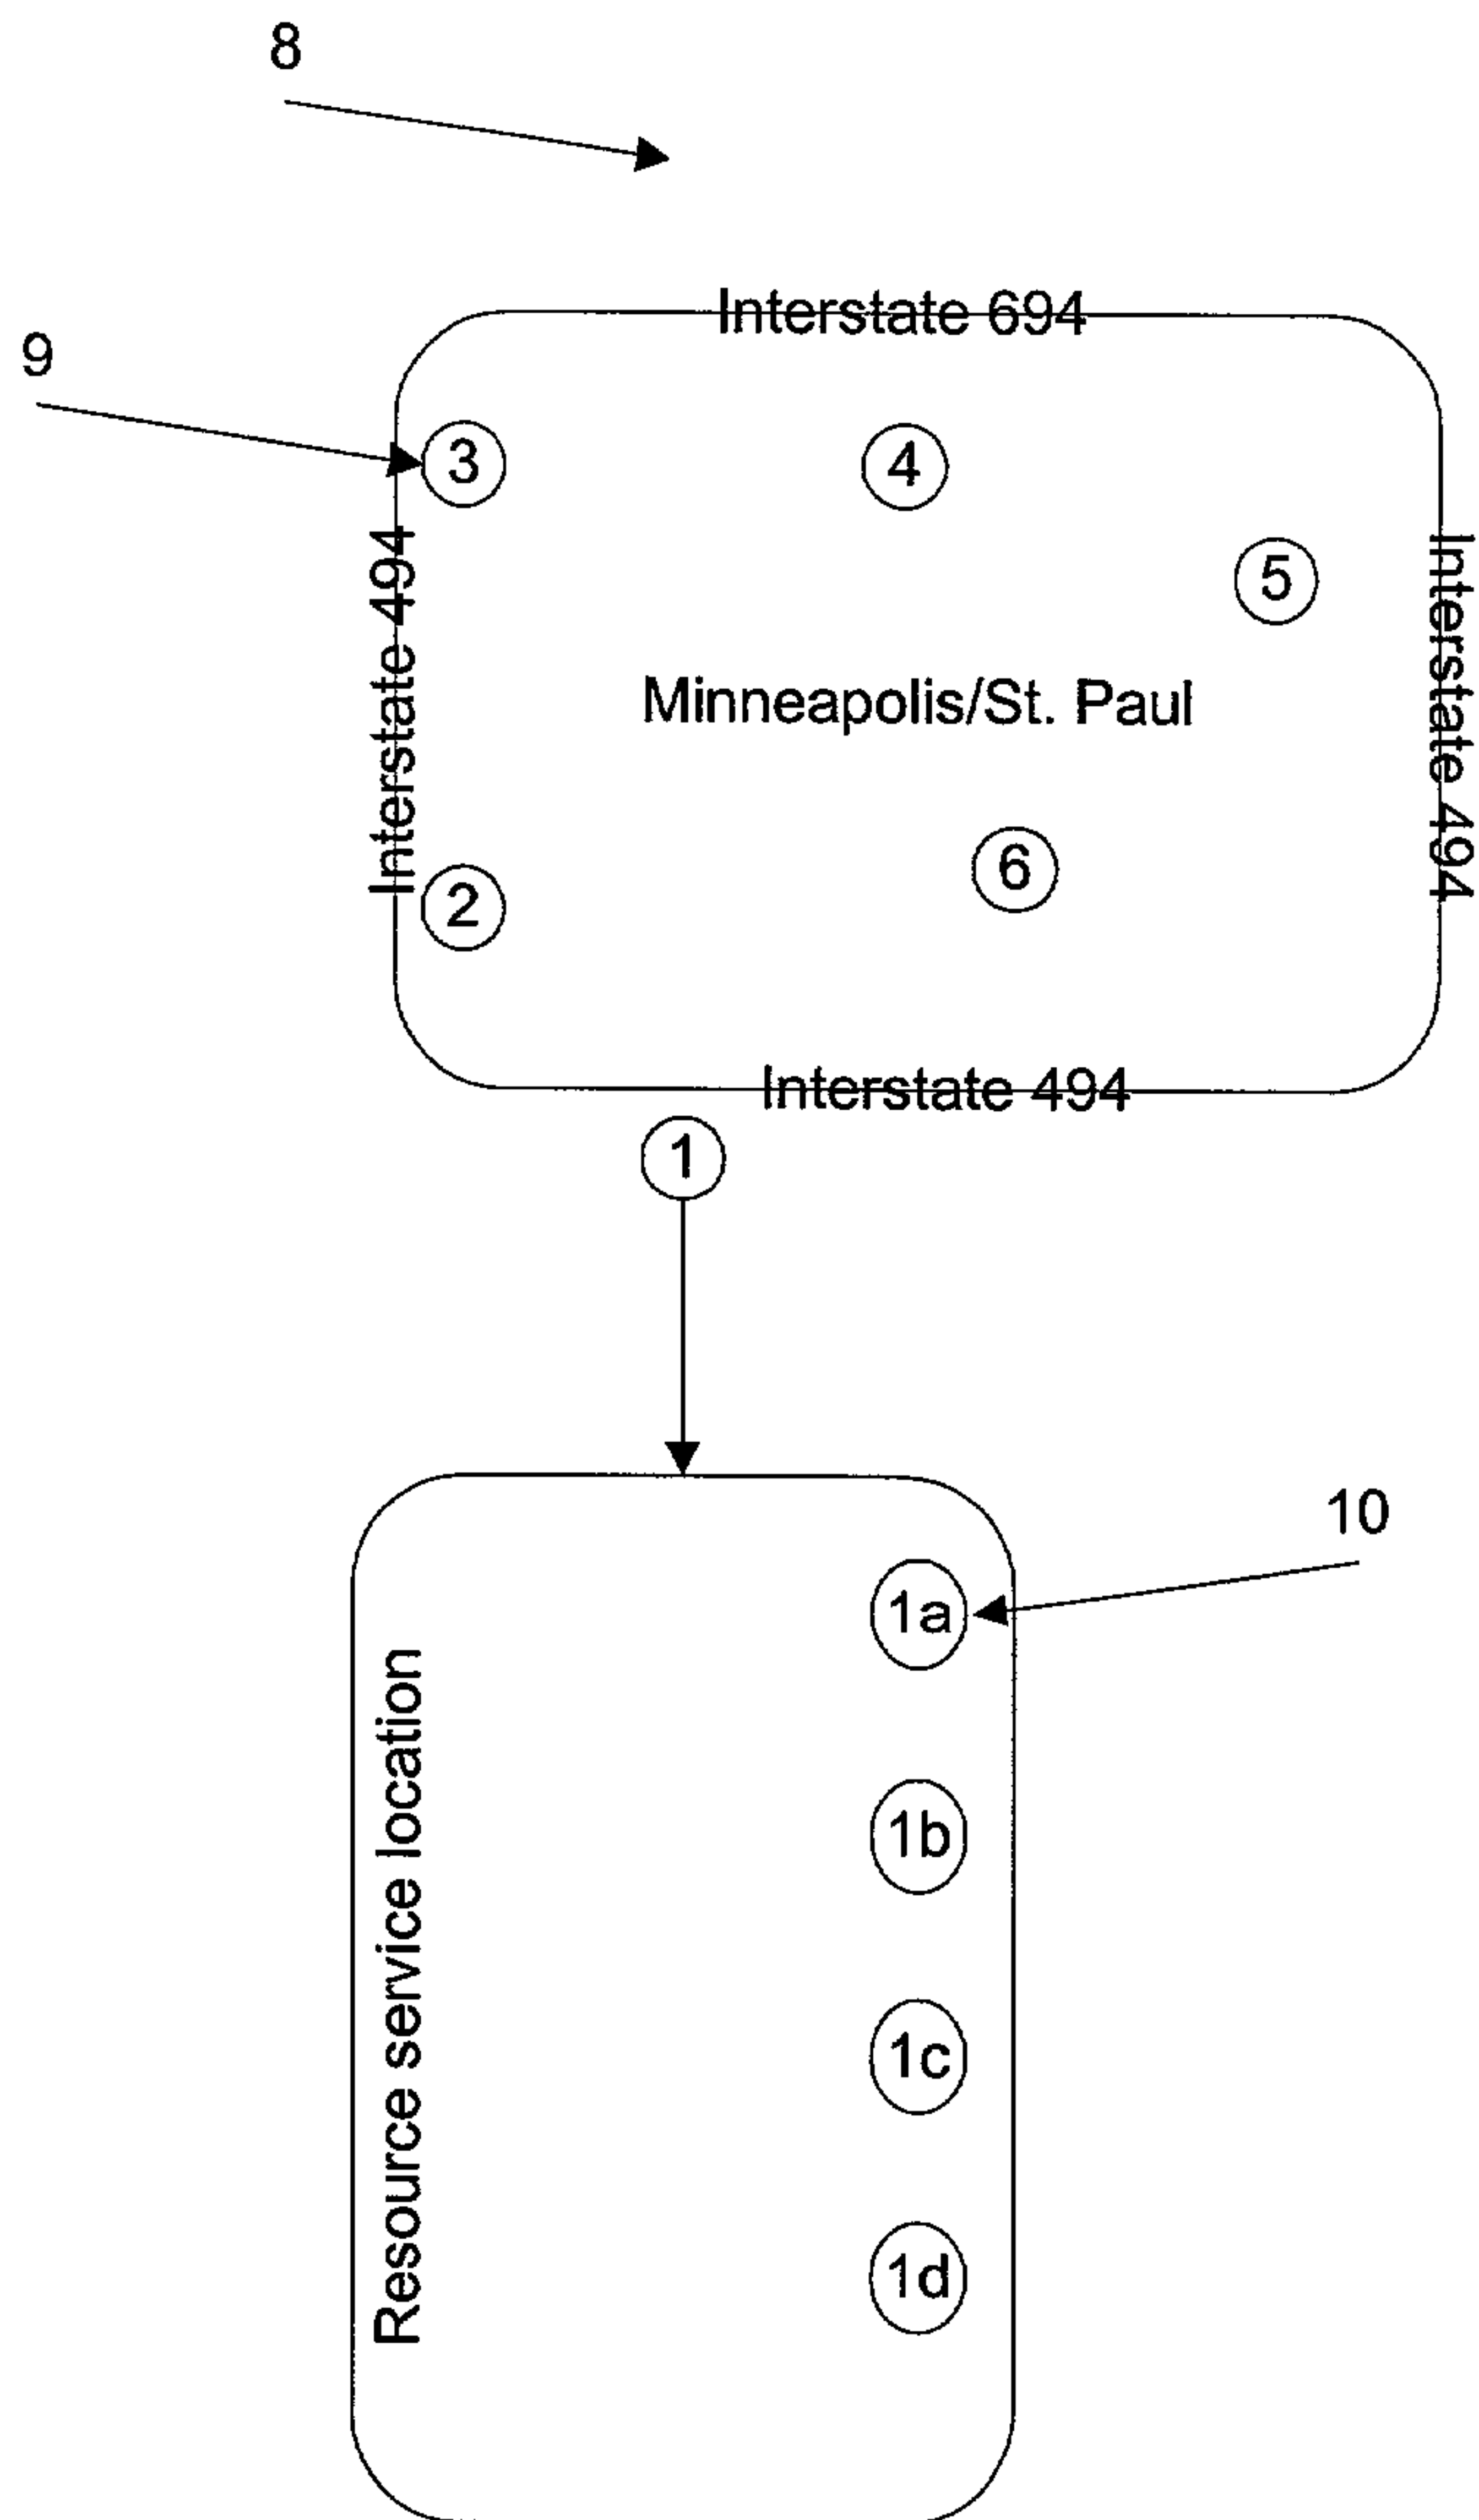 8
Interstate 694
9
3
4
5
Interstate 494
Interstate 494
Minneapolis/St. Paul
6
2
Interstate 494
1
10
1a
Resource service location
1b
1c
1d